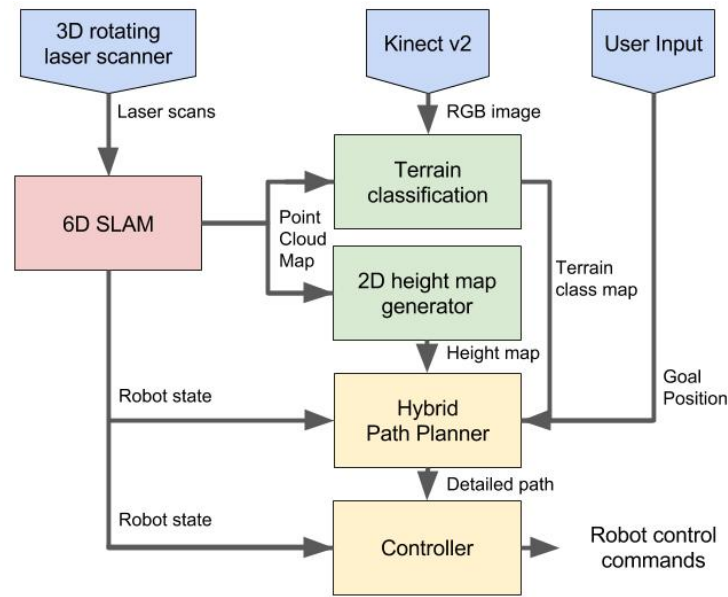 3D rotating
laser scanner
Kinect v2
User Input
Laser scans
RGB image
6D SLAM
Terrain
classification
Point
Cloud
Map
2D height map
generator
Terrain
class map
Height map
Robot state
Hybrid
Path Planner
Goal
Position
Detailed path
Robot state
Controller
Robot control
commands